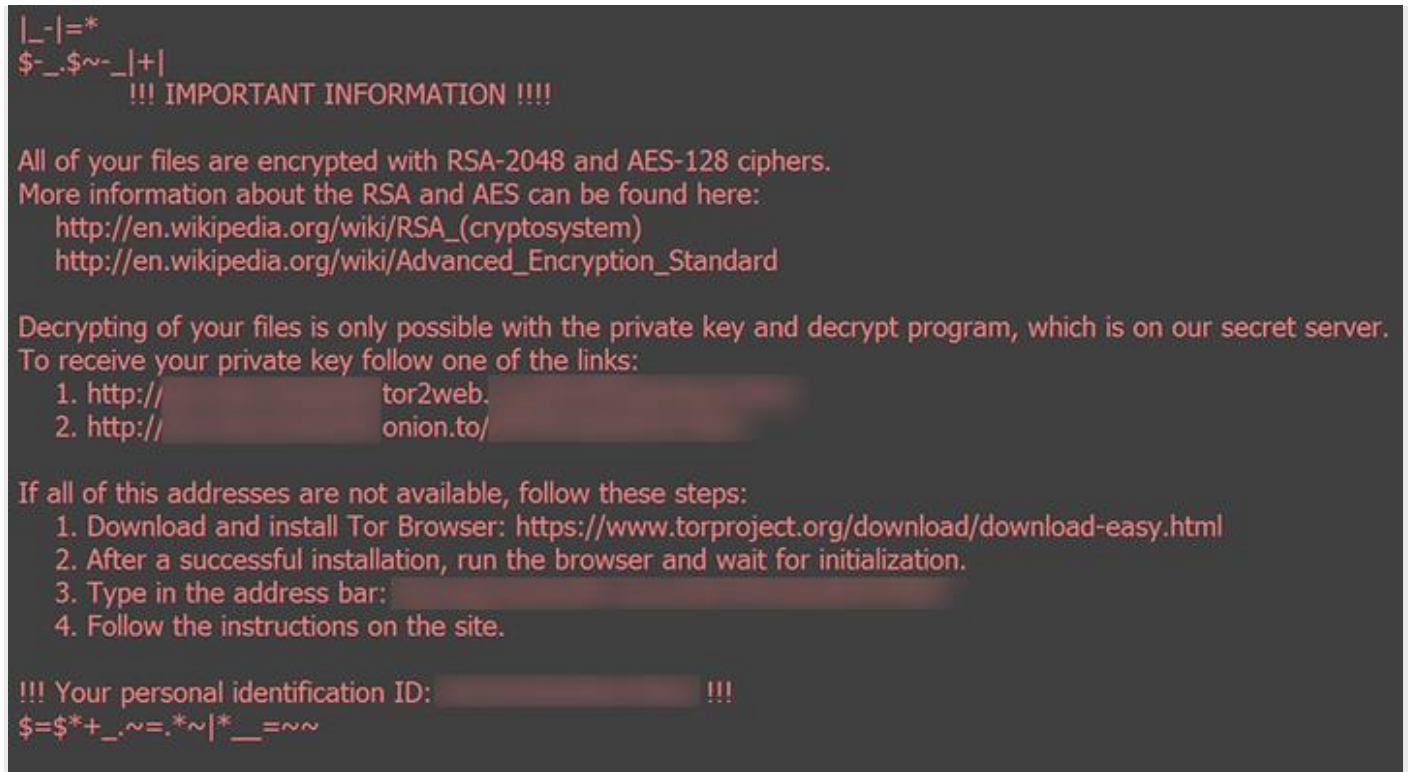 |_-|=*
$-_.$~-_|+|
!!! IMPORTANT INFORMATION !!!!
All of your files are encrypted with RSA-2048 and AES-128 ciphers.
More information about the RSA and AES can be found here:
http://en.wikipedia.org/wiki/RSA_(cryptosystem)
http://en.wikipedia.org/wiki/Advanced_Encryption_Standard
Decrypting of your files is only possible with the private key and decrypt program, which is on our secret server.
To receive your private key follow one of the links:
1. http:// tor2web.
2. http:// onion.to/
If all of this addresses are not available, follow these steps:
1. Download and install Tor Browser: https://www.torproject.org/download/download-easy.html
2. After a successful installation, run the browser and wait for initialization.
3. Type in the address bar:
4. Follow the instructions on the site.
!!! Your personal identification ID: !!!
$=$*+_.~=.*~|*__=~~